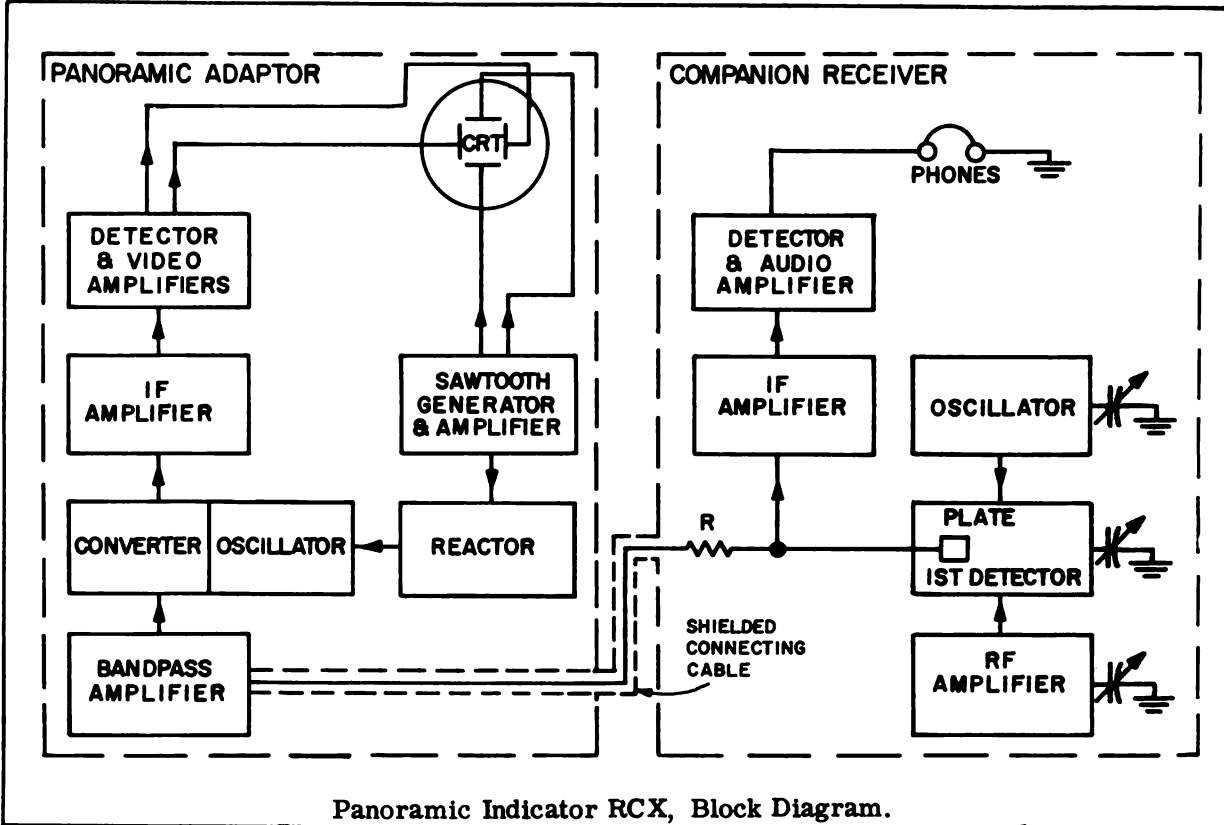 PANORAMIC ADAPTOR
CRT
DETECTOR
& VIDEO
AMPLIFIERS
IF
AMPLIFIER
SAWTOOTH
GENERATOR
& AMPLIFIER
CONVERTER
OSCILLATOR
REACTOR
BANDPASS
AMPLIFIER
COMPANION RECEIVER
PHONES
DETECTOR
& AUDIO
AMPLIFIER
IF
AMPLIFIER
OSCILLATOR
R
PLATE
IST DETECTOR
SHIELDED
CONNECTING
CABLE
RF
AMPLIFIER
Panoramic Indicator RCX, Block Diagram.